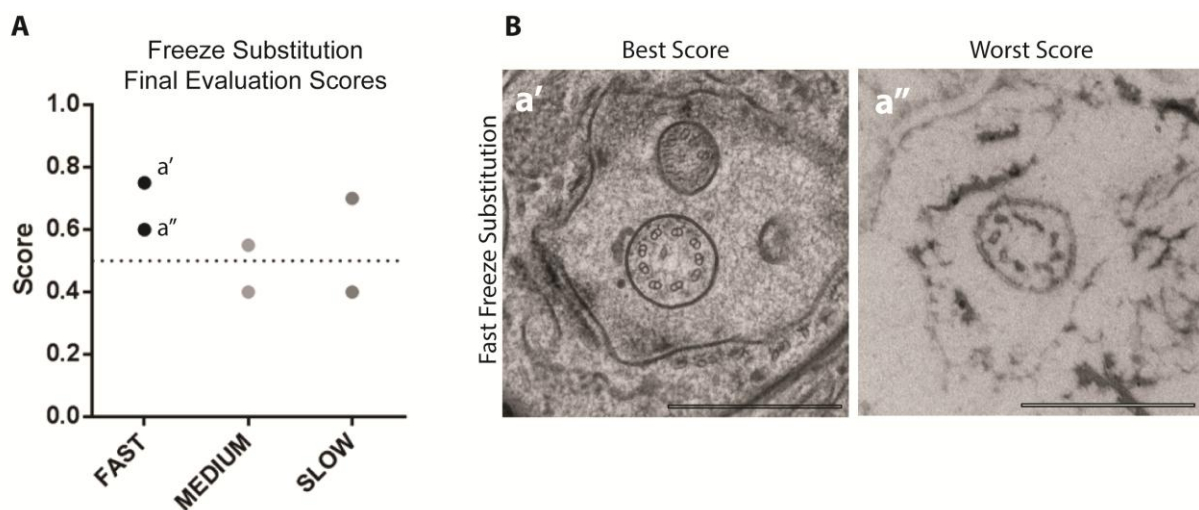 A
Freeze Substitution
Final Evaluation Scores
1.0
0.8
0.6
0.4
0.2
0.0
Score
a'
a"
FAST
MEDIUM
SLOW
B
Best Score
Worst Score
Fast Freeze Substitution
a'
a"